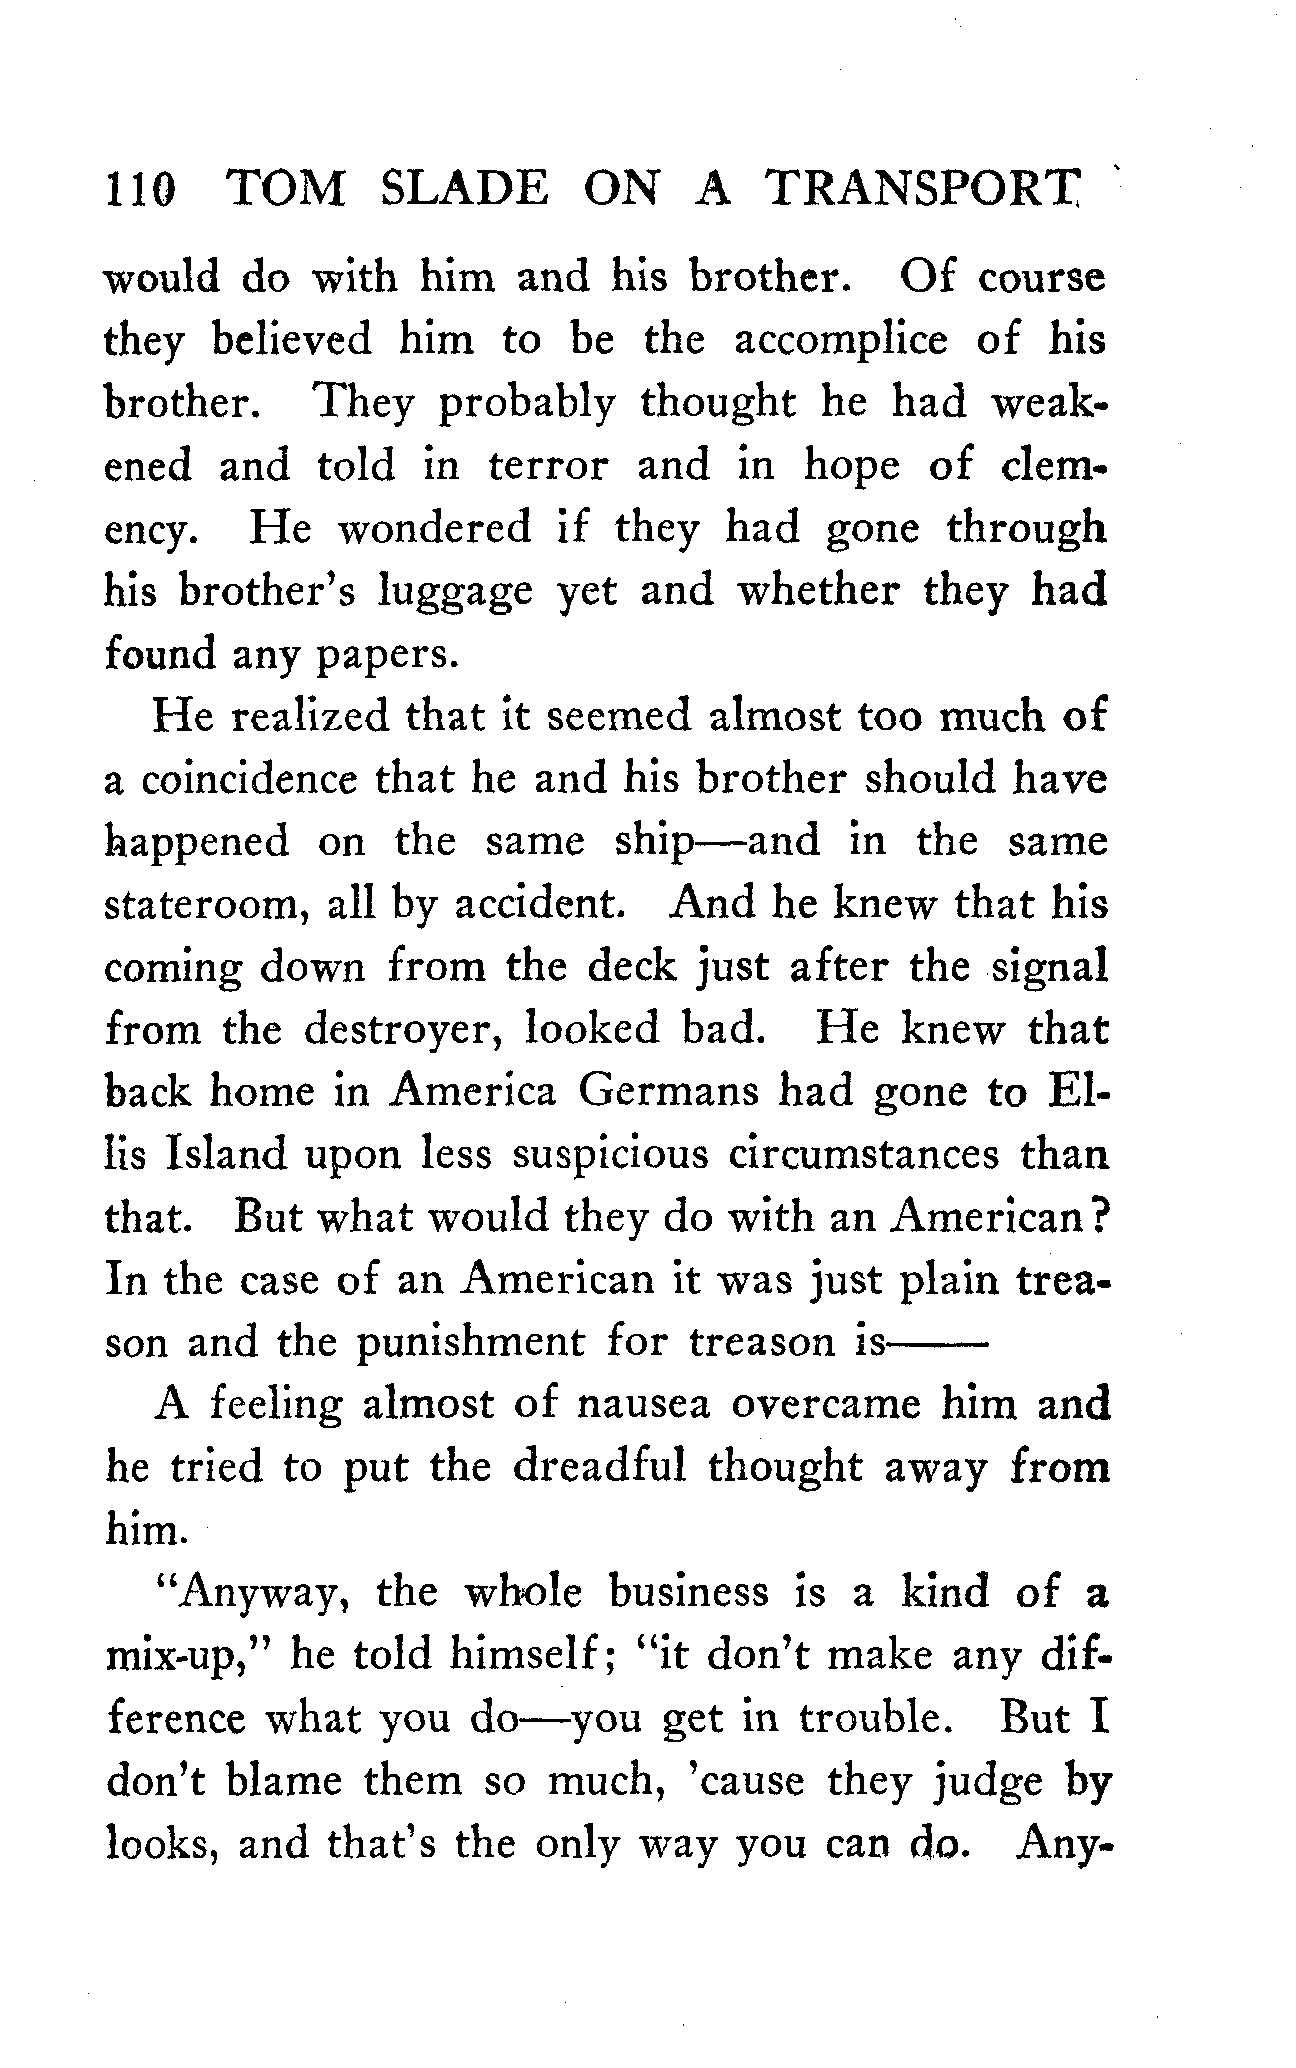 110 TOM SLADE ON A TRANSPORT
would do with him and his brother. Of course
they believed him to be the accomplice of his
brother. They probably thought he had weak-
ened and told in terror and in hope of clem-
ency. He wondered if they had gone through
his brother's luggage yet and whether they had
found any papers.
He realized that it seemed almost too much of
a coincidence that he and his brother should have
happened on the same ship—and in the same
stateroom, all by accident. And he knew that his
coming down from the deck just after the signal
from the destroyer, looked bad. He knew that
back home in America Germans had gone to El-
lis Island upon less suspicious circumstances than
that. But what would they do with an American?
In the case of an American it was just plain trea-
son and the punishment for treason is——
A feeling almost of nausea overcame him and
he tried to put the dreadful thought away from
him.
"Anyway, the whole business is a kind of a
mix-up," he told himself; "it don't make any dif-
ference what you do—you get in trouble. But I
don't blame them so much, 'cause they judge by
looks, and that's the only way you can do. Any-